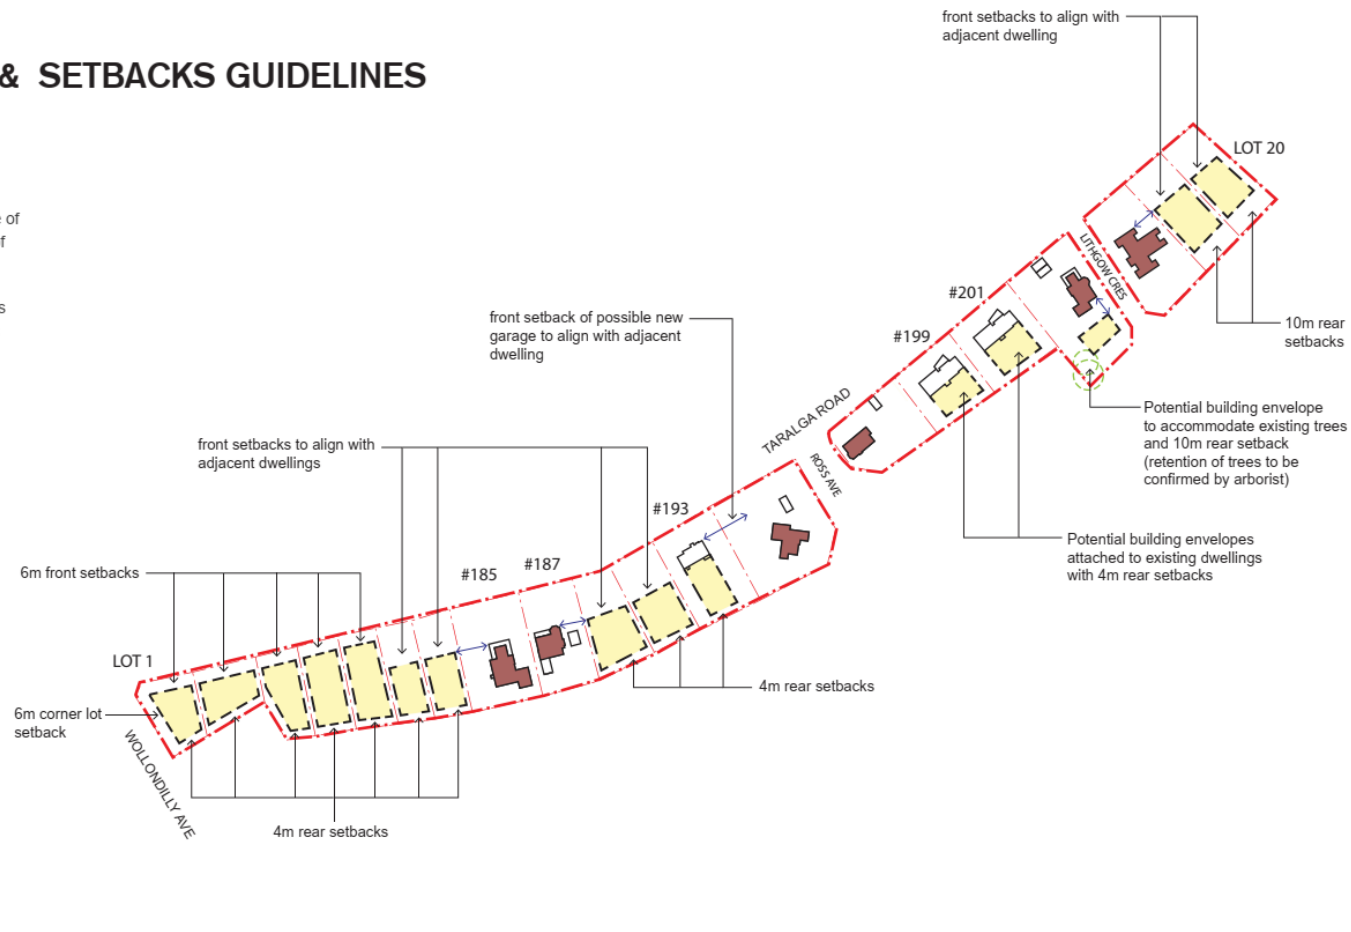 & SETBACKS GUIDELINES
of
s
front setbacks to align with
adjacent dwelling
LOT 20
LITHGOW CRES
#201
#199
10m rear
setbacks
front setback of possible new
garage to align with adjacent
dwelling
TARALGA ROAD
ROSS AVE
Potential building envelope
to accommodate existing trees
and 10m rear setback
(retention of trees to be
confirmed by arborist)
front setbacks to align with
adjacent dwellings
#193
Potential building envelopes
attached to existing dwellings
with 4m rear setbacks
6m front setbacks
#185
#187
LOT 1
4m rear setbacks
6m corner lot
setback
WOLLONDILLY AVE
4m rear setbacks